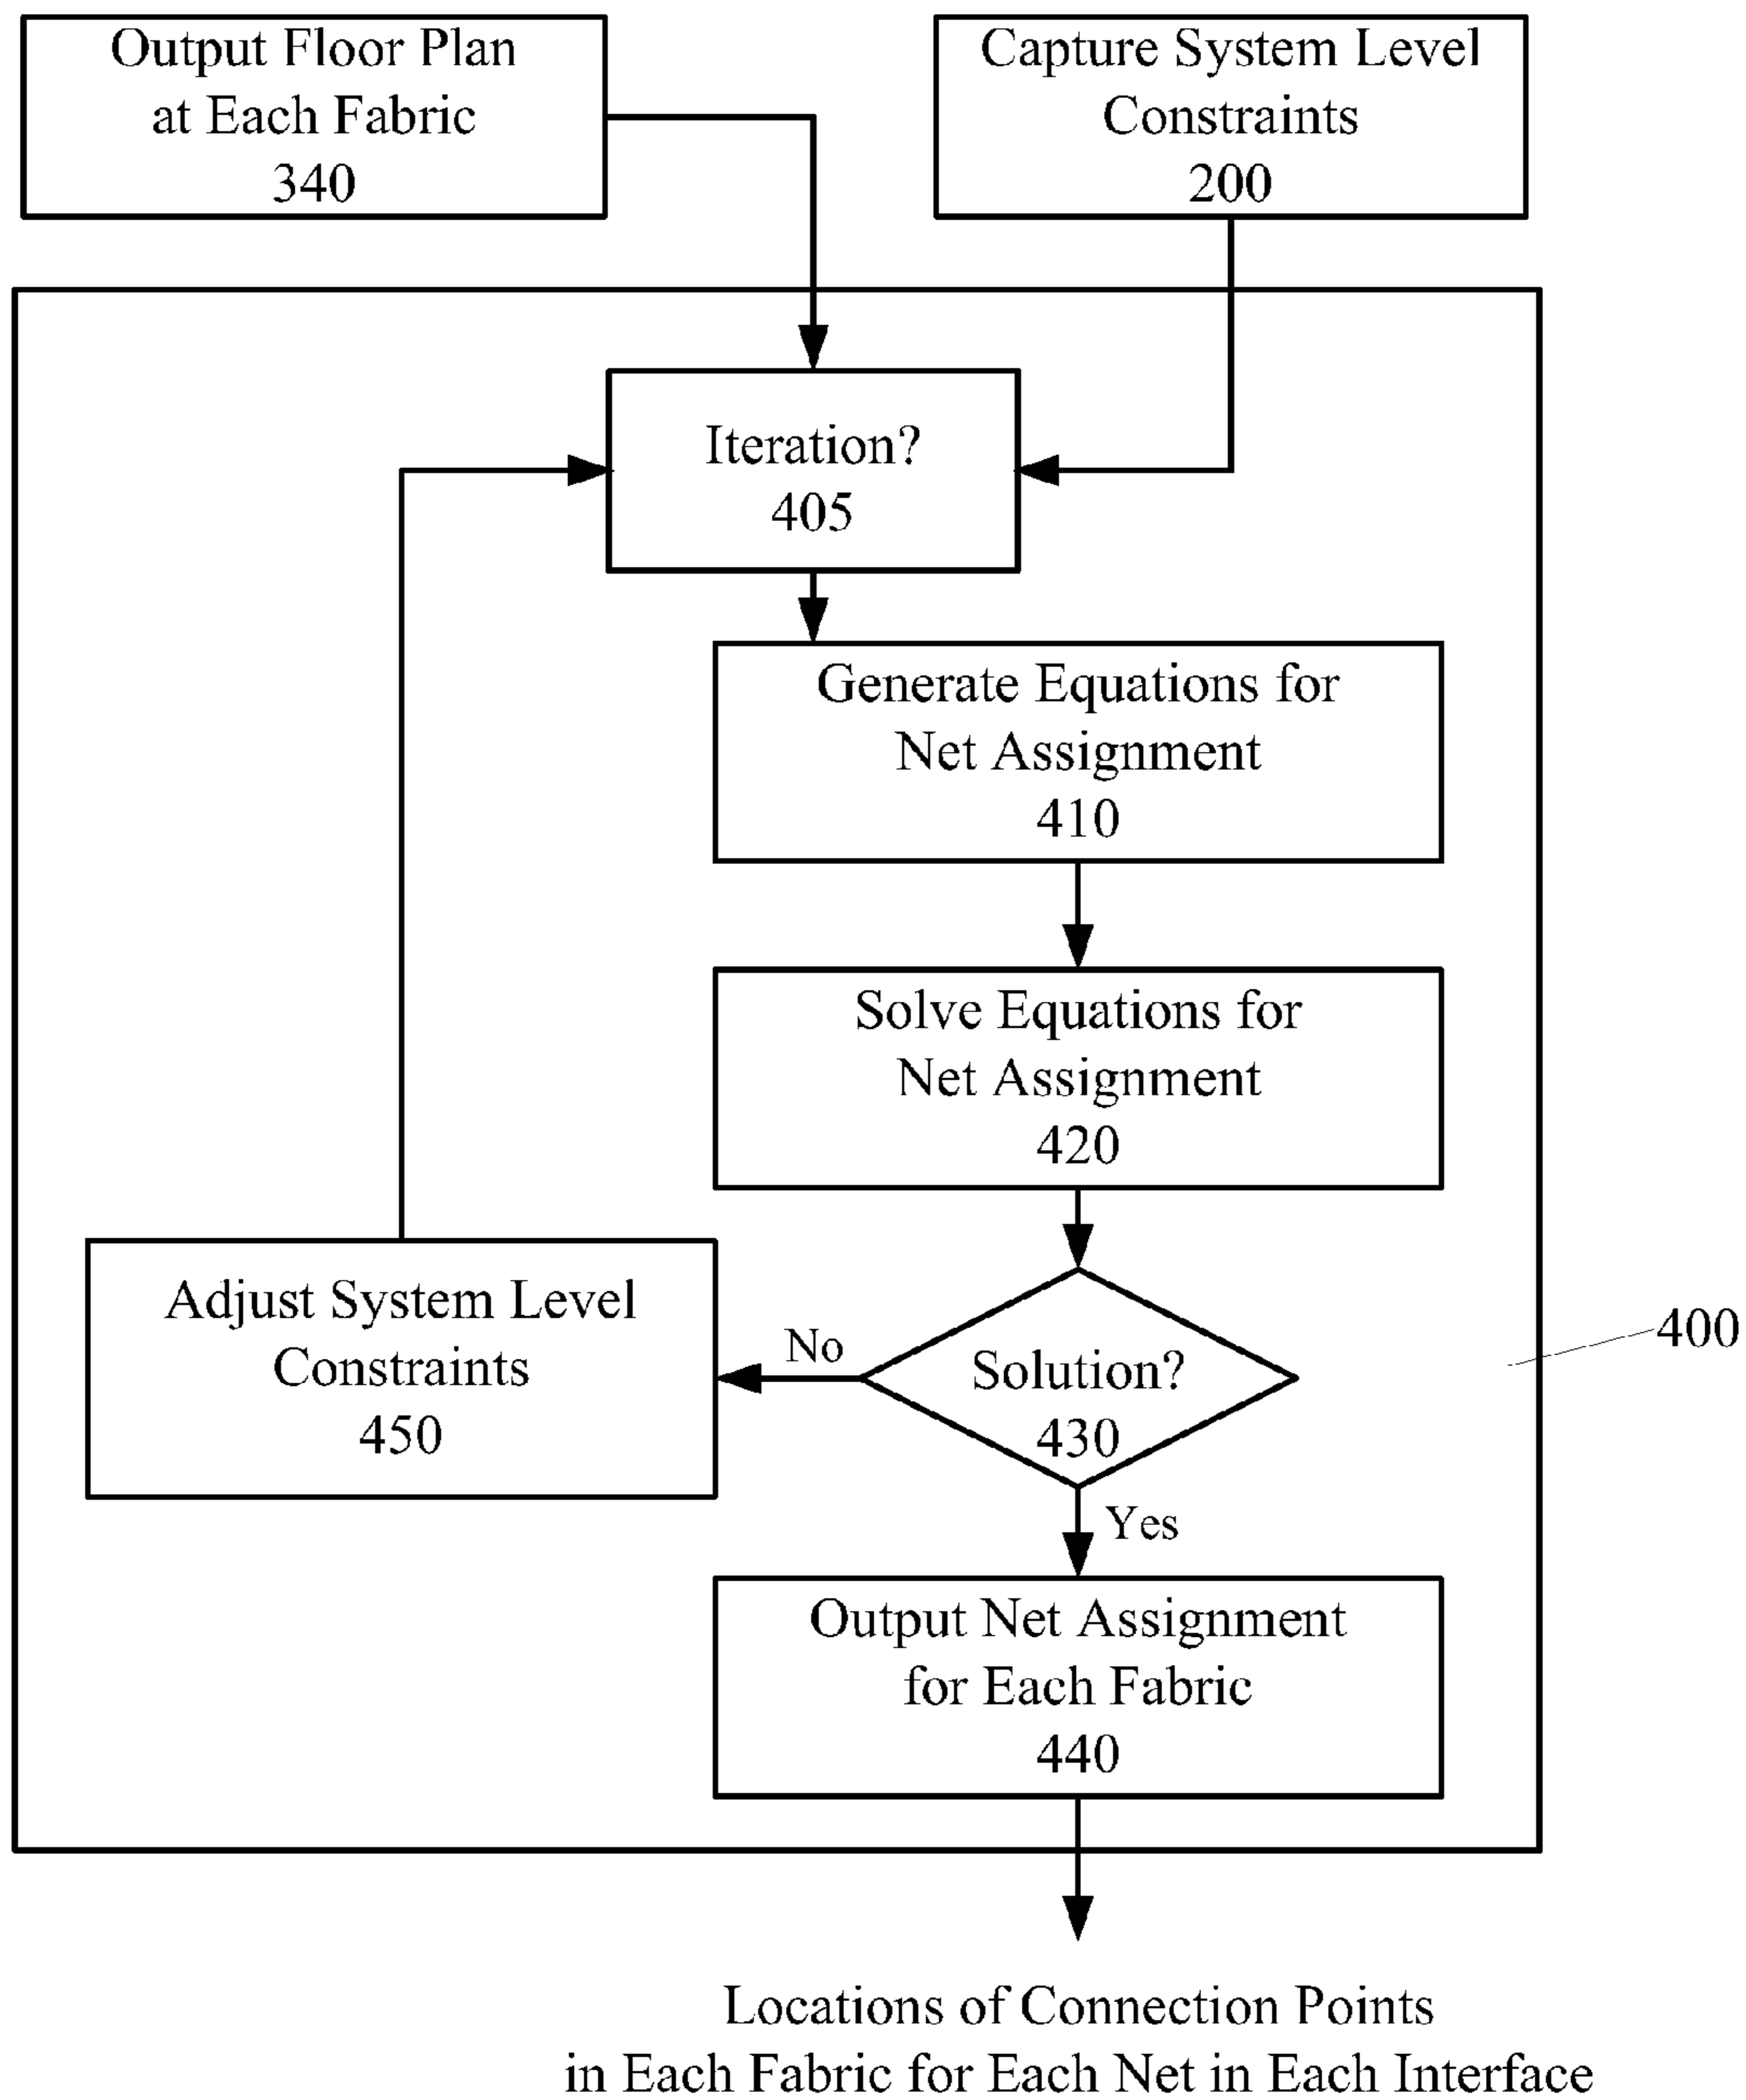 Output Floor Plan
at Each Fabric
340
Capture System Level
Constraints
200
Iteration?
405
Generate Equations for
Net Assignment
410
Solve Equations for
Net Assignment
420
Adjust System Level
Constraints
450
No
Solution?
430
400
Yes
Output Net Assignment
for Each Fabric
440
Locations of Connection Points
in Each Fabric for Each Net in Each Interface